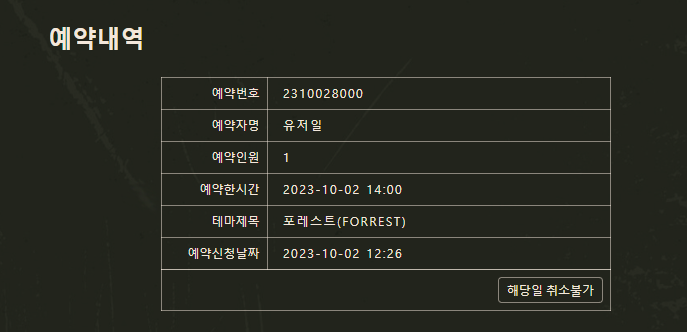 예약내역
예약번호 2310028000
예약자명 유저일
예약인원 1
예약한시간 2023-10-02 14:00
테마제목 포레스트(FORREST)
예약신청날짜 2023-10-02 12:26
해당일 취소불가